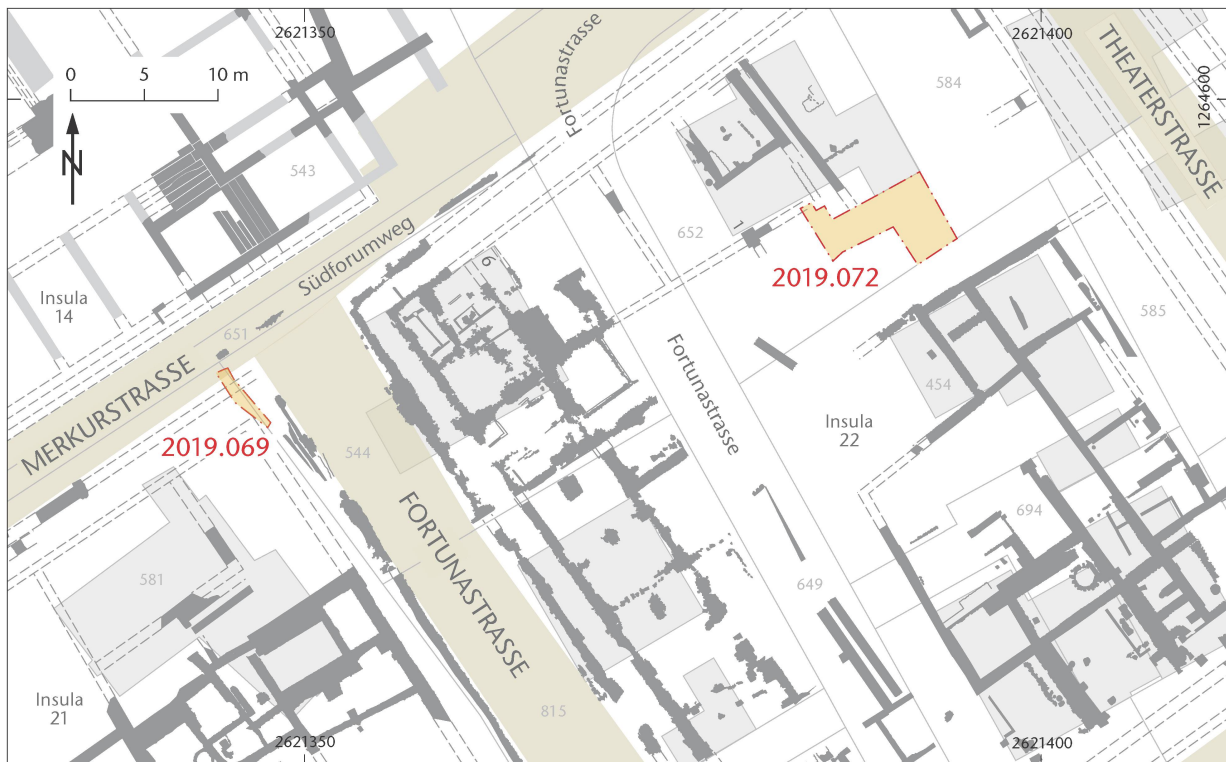 2621350
2621400
0 5 10 m
N
1264600
THEATERSTRASSE
Fortunastrasse
584
543
Südforumweg
652
1
2019.072
Insula
14
651
6
585
MERKURSTRASSE
Fortunastrasse
454
2019.069
544
Insula
22
FORTUNASTRASSE
694
581
649
Insula
21
815
2621350
2621400